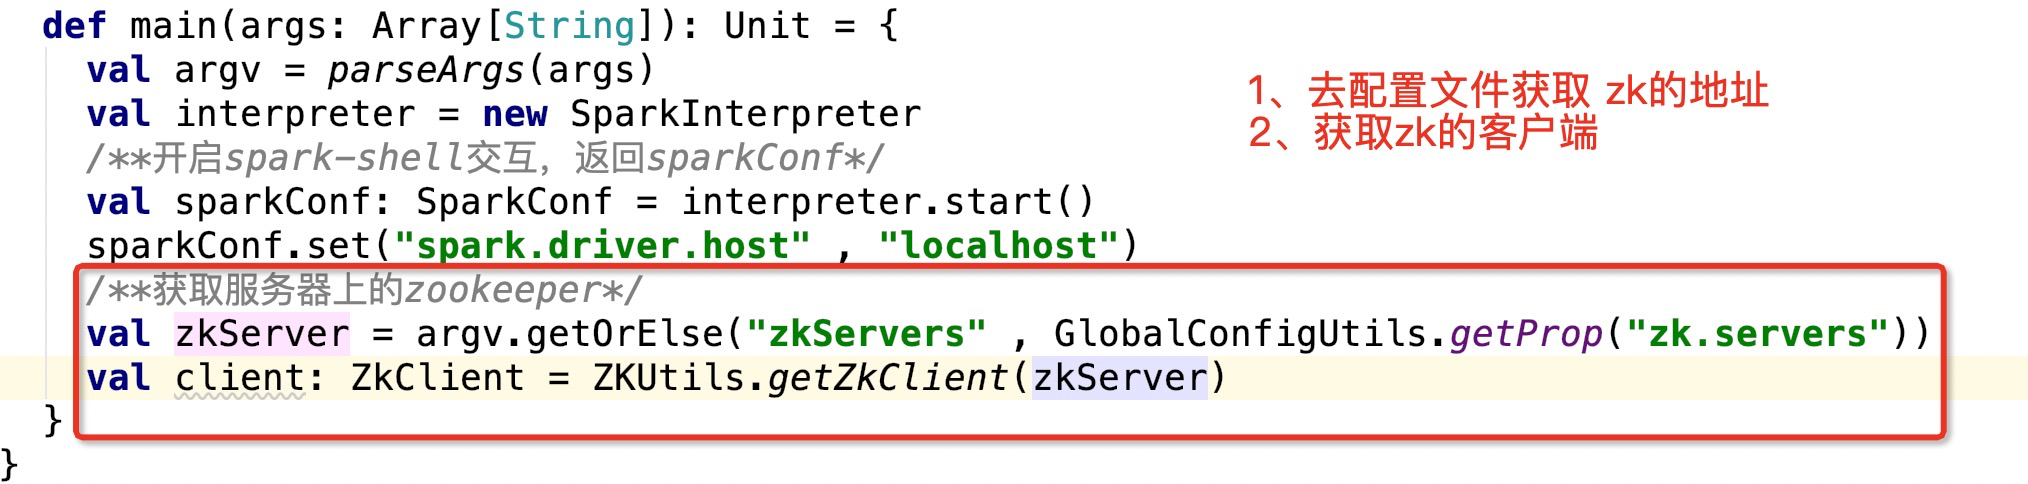 def main(args: Array[String]): Unit = {
val argv = parseArgs(args)
val interpreter = new SparkInterpreter
/**开启spark-shell交互，返回sparkConf*/
val sparkConf: SparkConf = interpreter.start()
sparkConf.set("spark.driver.host" , "localhost")
/**获取服务器上的zookeeper*/
val zkServer = argv.getOrElse("zkServers" , GlobalConfigUtils.getProp("zk.servers"))
val client: ZkClient = ZKUtils.getZkClient(zkServer)
}
}
1、去配置文件获取 zk的地址
2、获取zk的客户端